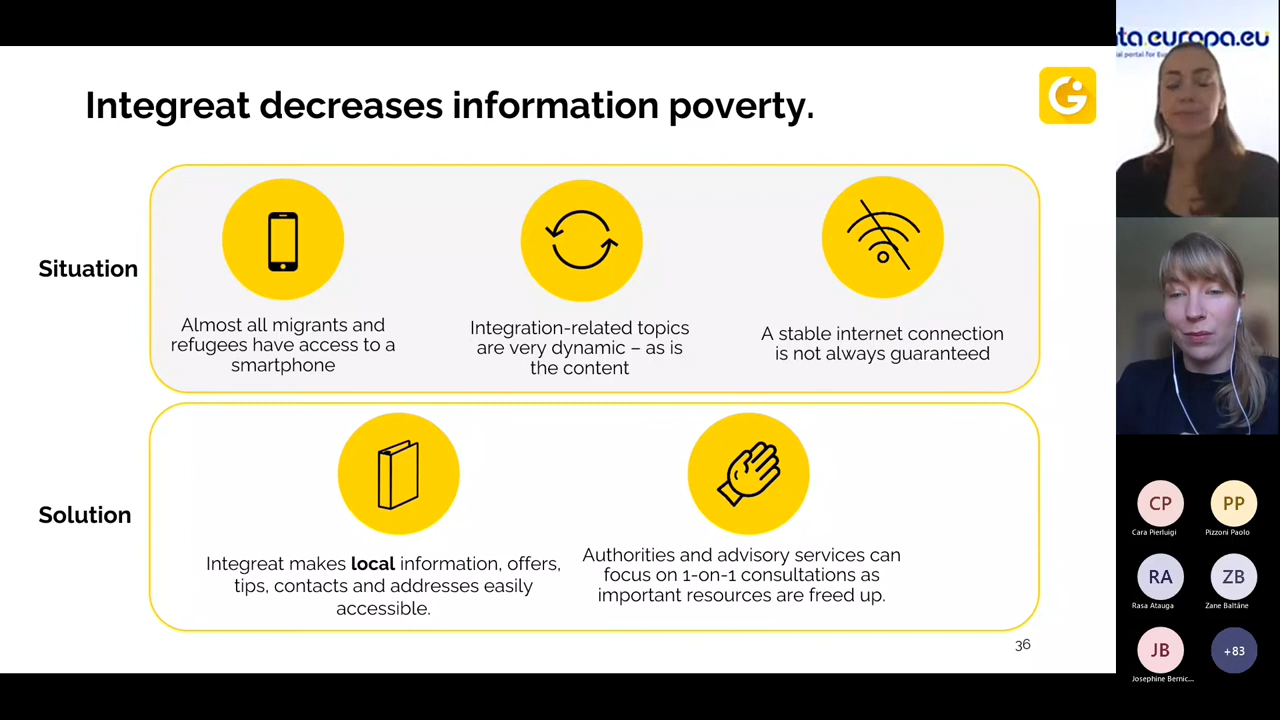 Integreat decreases information poverty.
Situation
Almost all migrants and
refugees have access to a
smartphone
Integration-related topics
are very dynamic – as is
the content
A stable internet connection
is not always guaranteed
Solution
Integreat makes local information, offers,
tips, contacts and addresses easily
accessible.
Authorities and advisory services can
focus on 1-on-1 consultations as
important resources are freed up.
36
ta.europa.eu
CP
Cara Pierluigi
PP
Pizzoni Paolo
RA
Rasa Atauga
ZB
Zane Baltāne
JB
Josephine Bernic...
+83